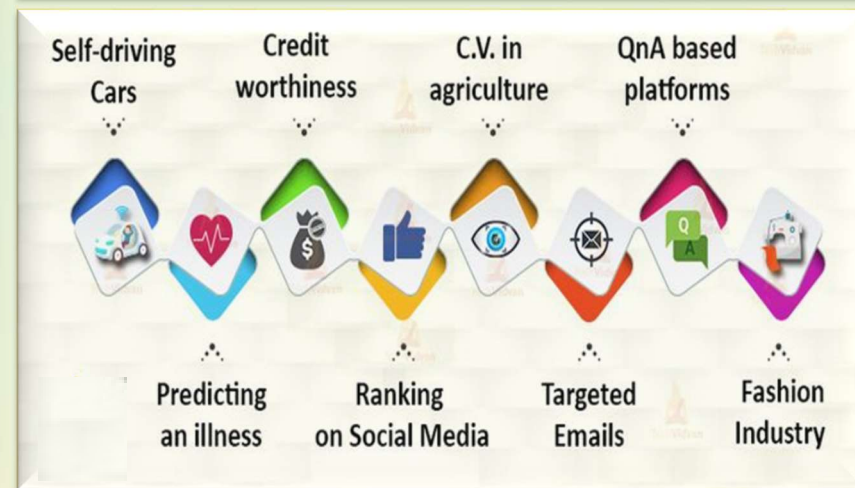 Self-driving
Cars
Credit
worthiness
C.V. in
agriculture
QnA based
platforms
$
Q
A
Predicting
an illness
Ranking
on Social Media
Targeted
Emails
Fashion
Industry